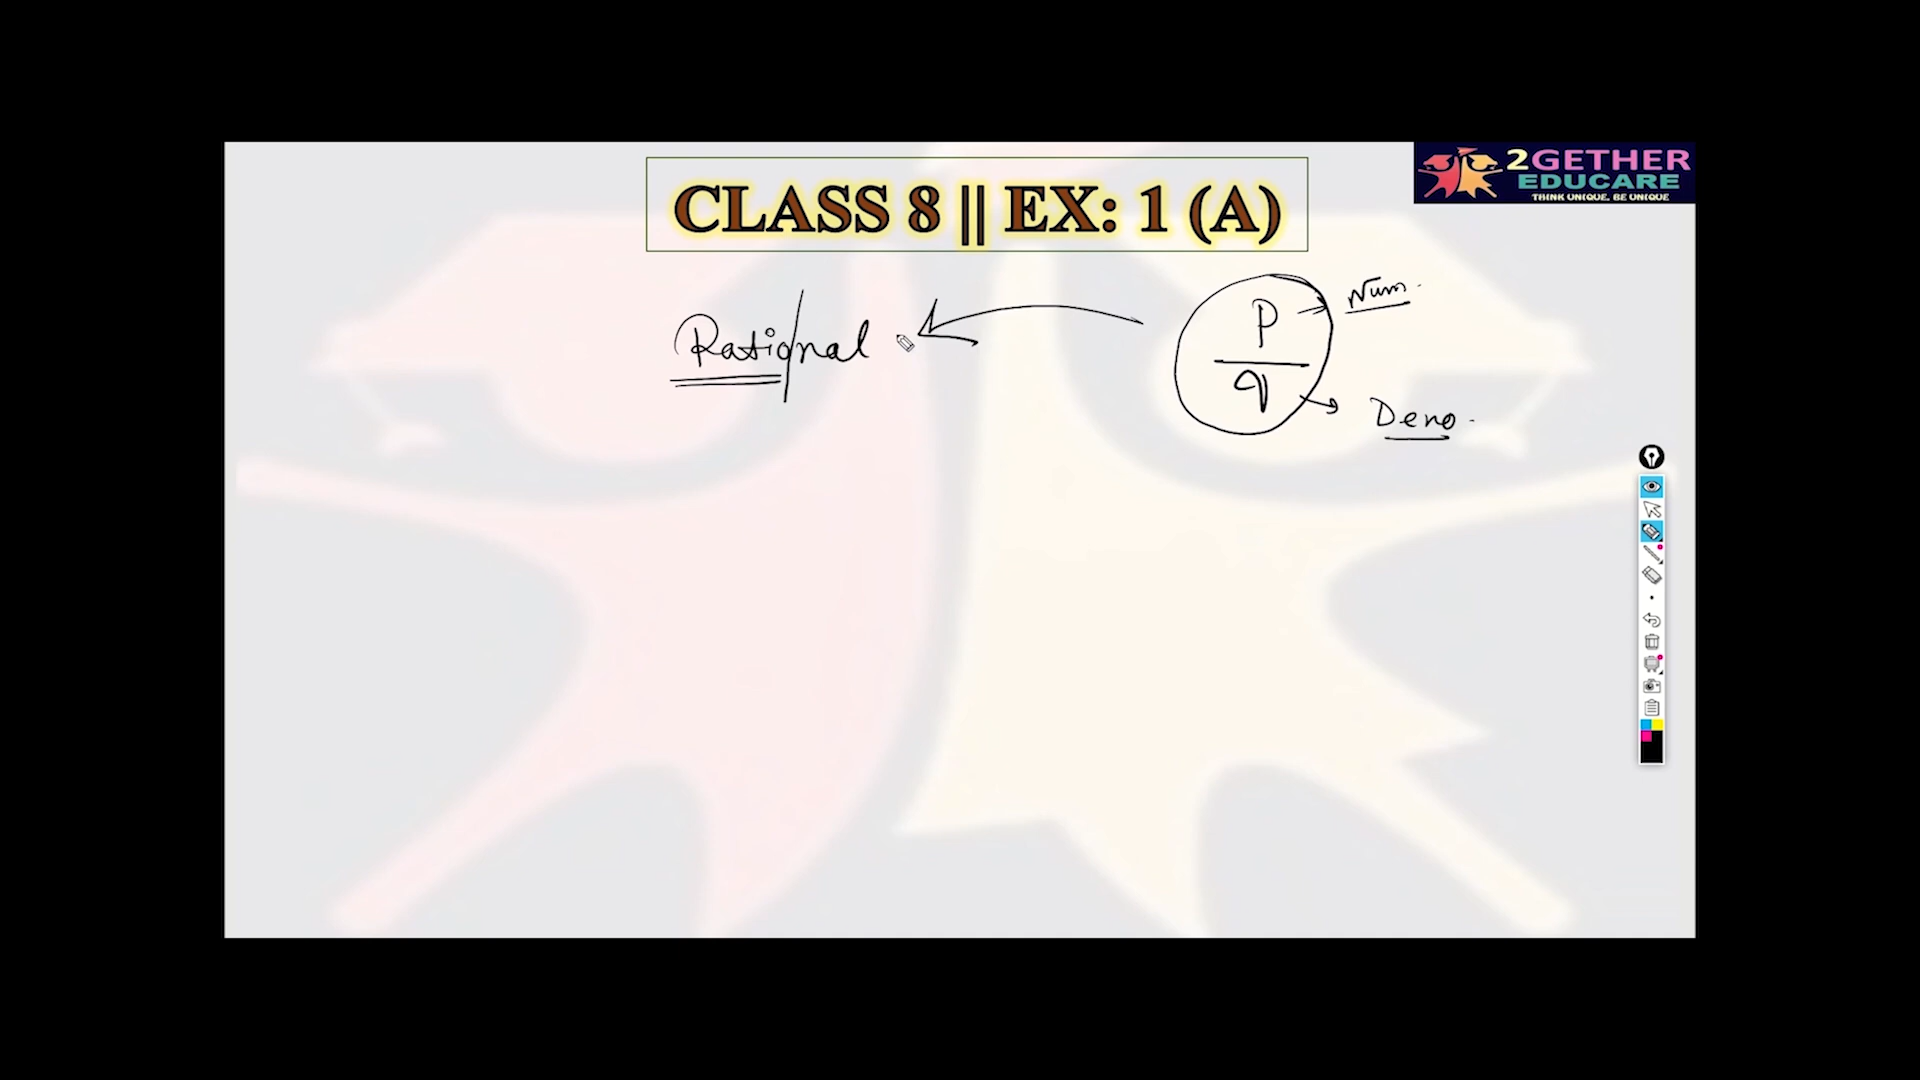 2GETHER
EDUCARE
THINK UNIQUE, BE UNIQUE
CLASS 8 || EX: 1 (A)
Rational
P
q
Num.
Deno.